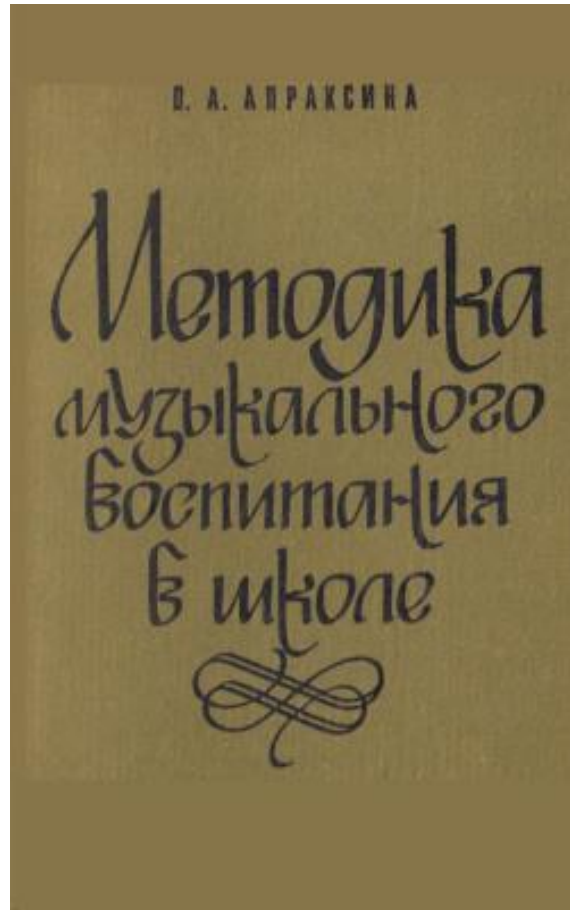 О. А. АПРАКСИНА
Методика
музыкального
воспитания
в школе